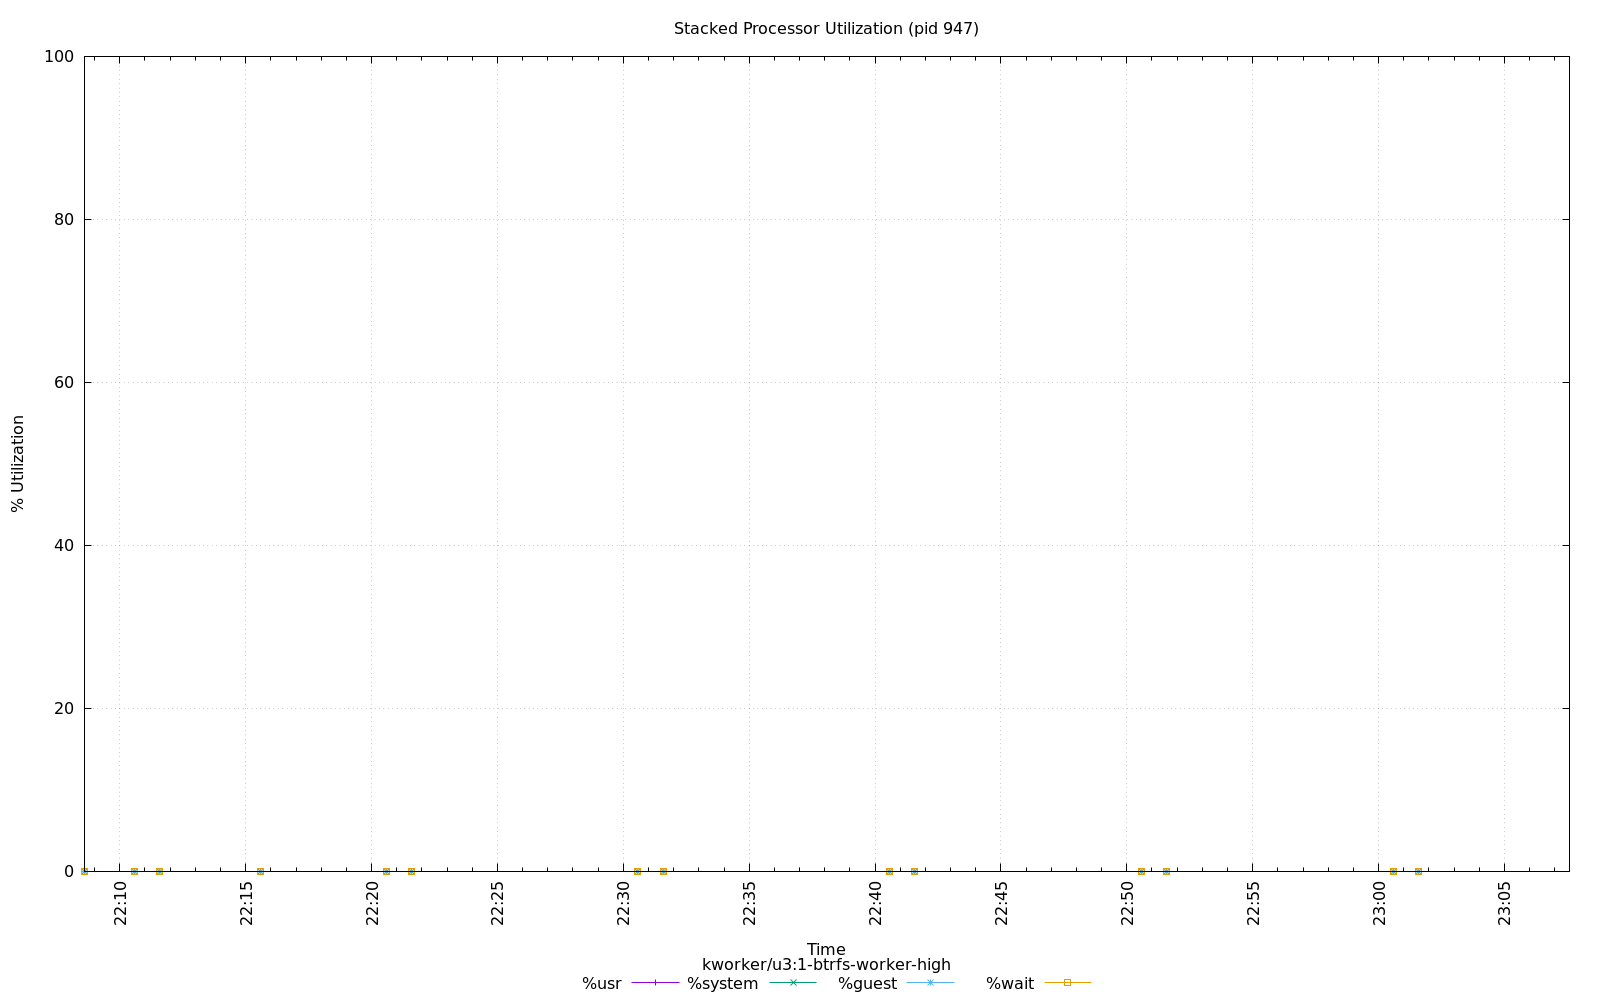 Stacked Processor Utilization (pid 947)
100
80
60
40
20
0
% Utilization
22:10 22:15 22:20 22:25 22:30 22:35 22:40 22:45 22:50 22:55 23:00 23:05
Time
kworker/u3:1-btrfs-worker-high
%usr %system %guest %wait